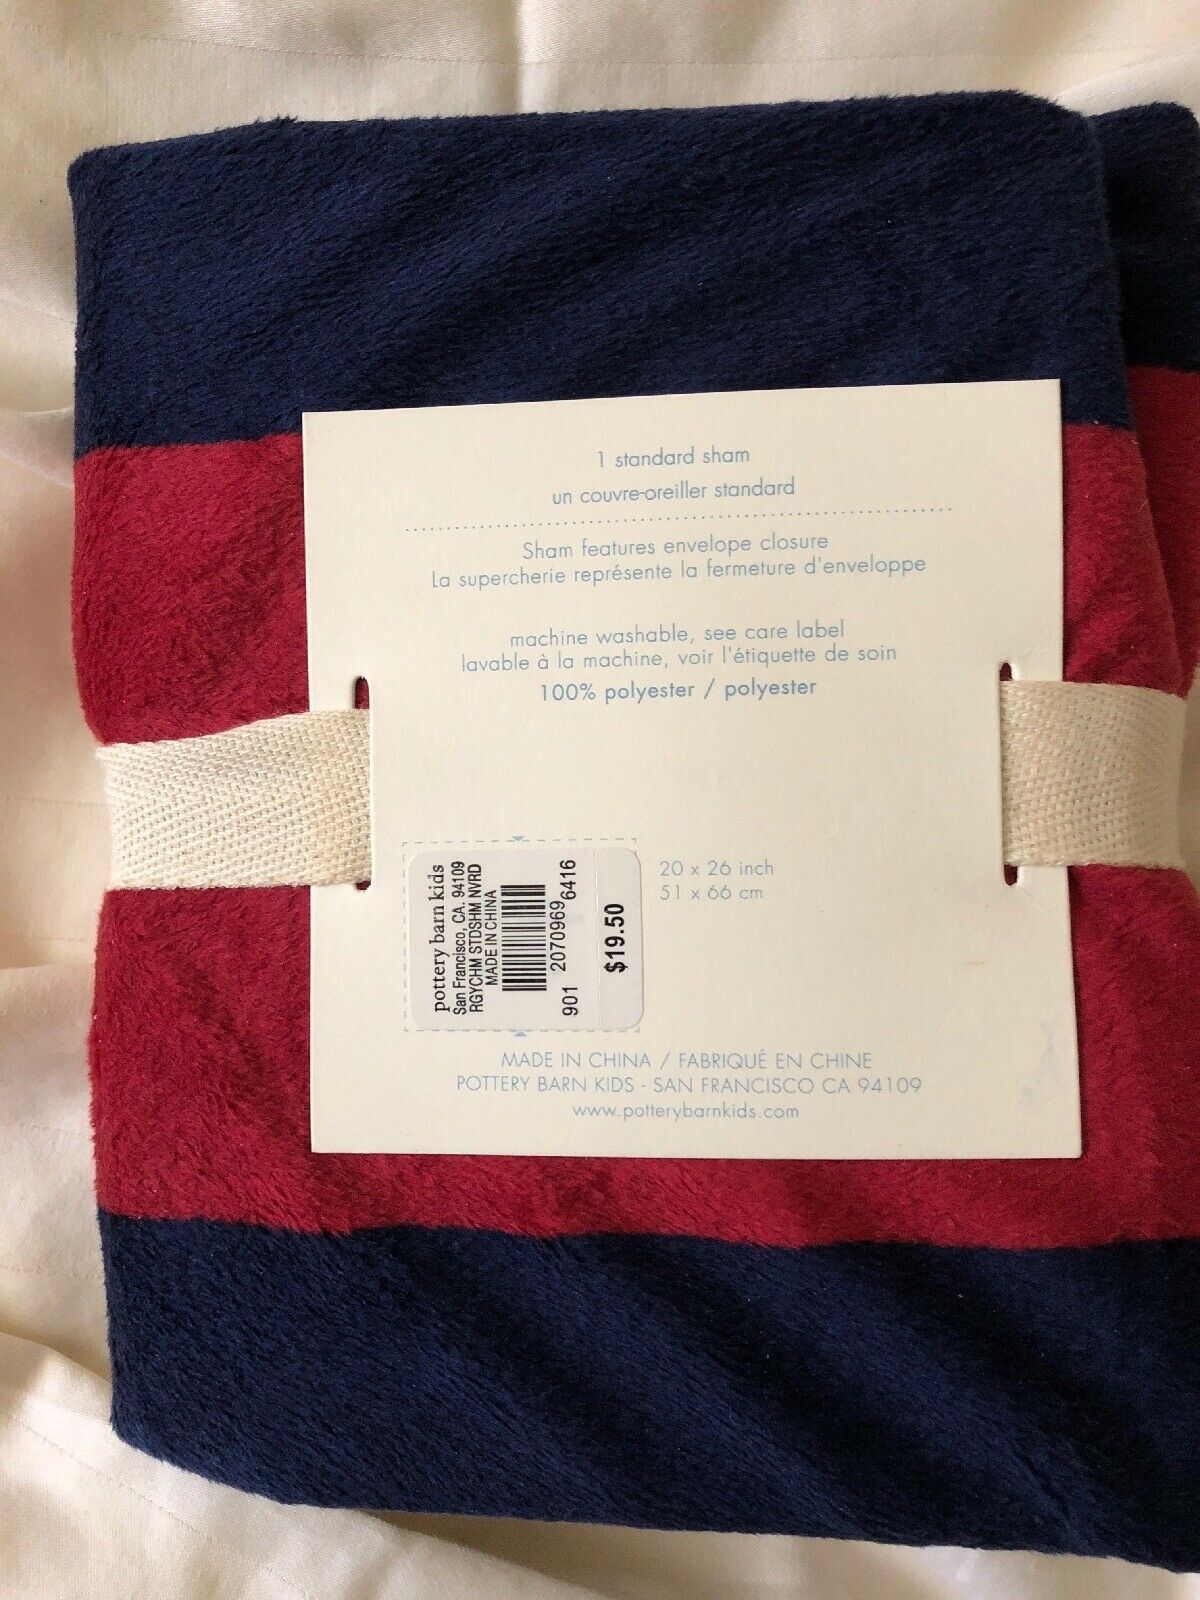 1 standard sham
un couvre-oreiller standard
Sham features envelope closure
La supercherie représente la fermeture d'enveloppe
machine washable, see care label
lavable à la machine, voir l'étiquette de soin
100% polyester / polyester
pottery barn kids
San Francisco, CA. 94109
RGYCHM STDSHM NVRD
MADE IN CHINA
901 2070969 6416
$19.50
20 x 26 inch
51 x 66 cm
MADE IN CHINA / FABRIQUÉ EN CHINE
POTTERY BARN KIDS - SAN FRANCISCO CA 94109
www.potterybarnkids.com